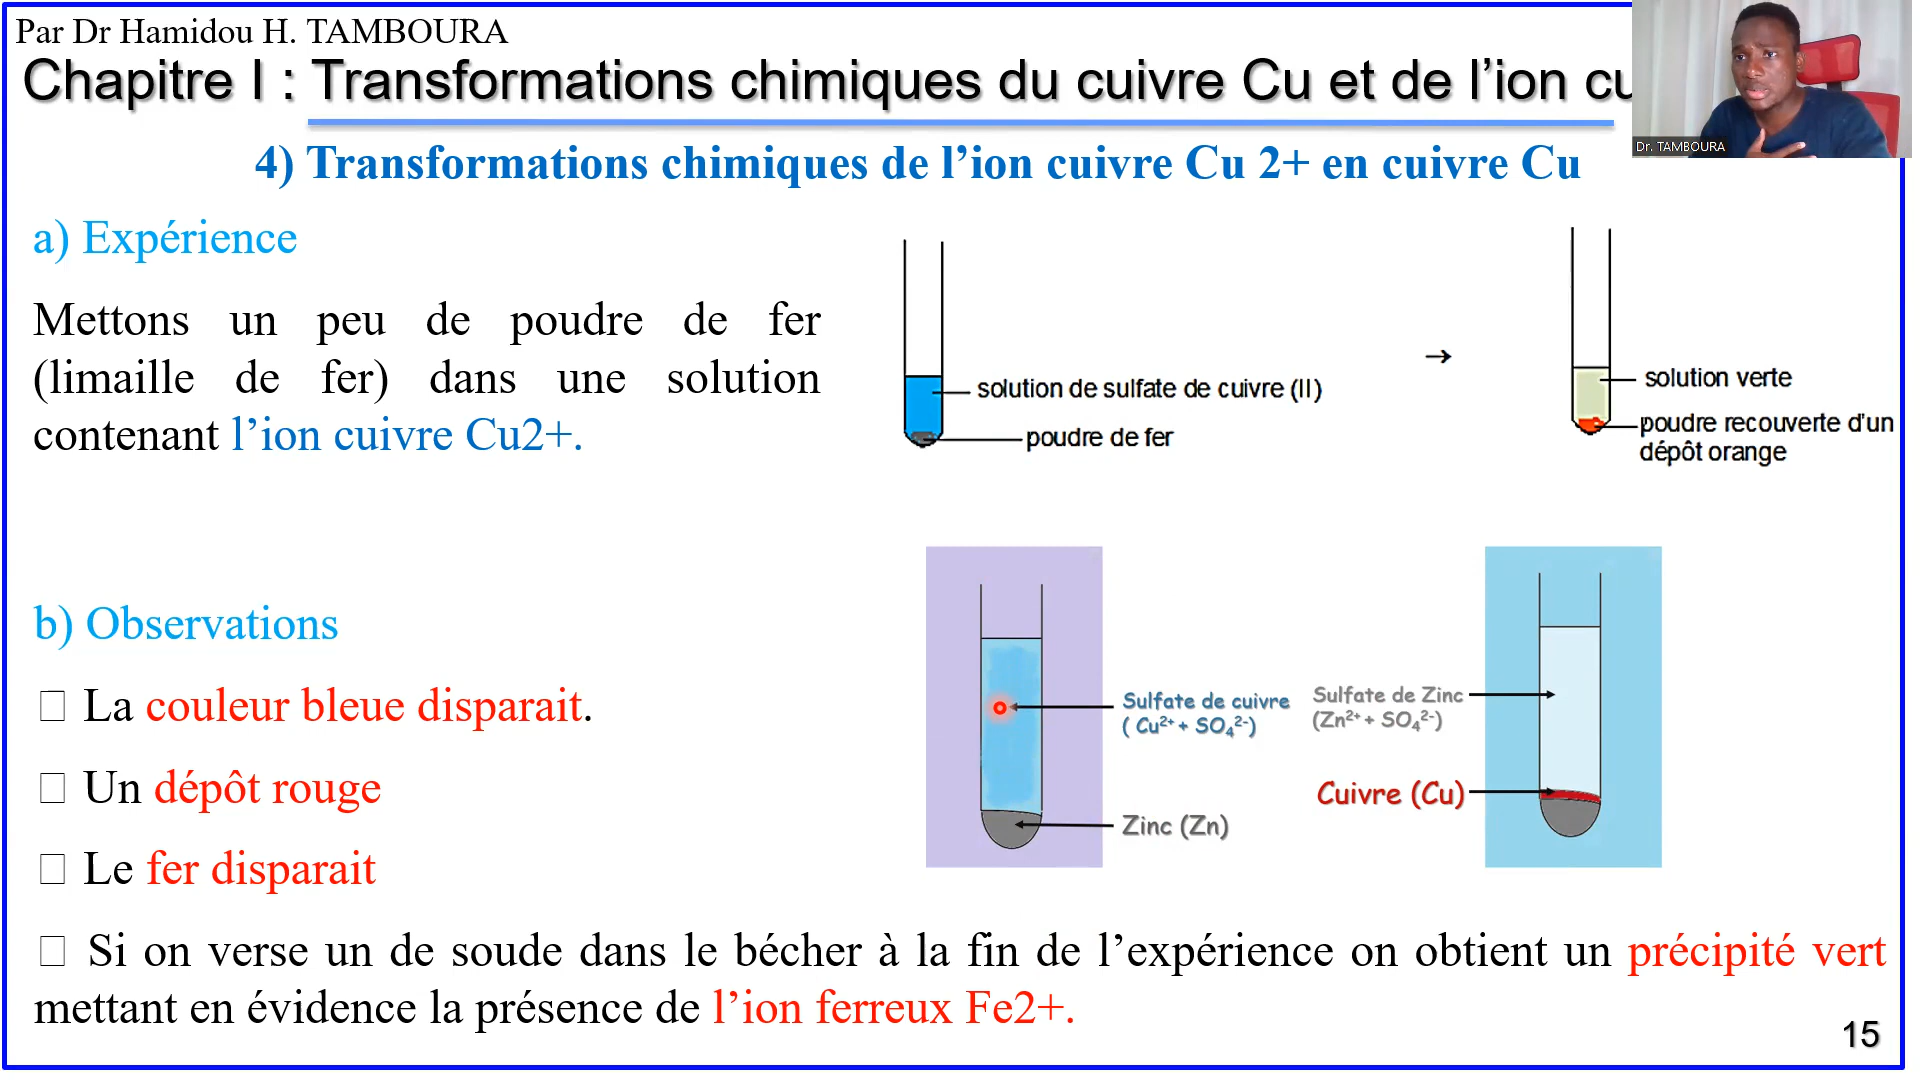 Par Dr Hamidou H. TAMBOURA
Chapitre I : Transformations chimiques du cuivre Cu et de l’ion cu
Dr. TAMBOURA
4) Transformations chimiques de l’ion cuivre Cu 2+ en cuivre Cu
a) Expérience
Mettons un peu de poudre de fer
(limaille de fer) dans une solution
contenant l’ion cuivre Cu2+.
solution de sulfate de cuivre (II)
poudre de fer
→
solution verte
poudre recouverte d’un
dépôt orange
b) Observations
□ La couleur bleue disparait.
□ Un dépôt rouge
□ Le fer disparait
Sulfate de cuivre
( Cu²⁺ + SO₄²⁻)
Zinc (Zn)
Sulfate de Zinc
(Zn²⁺ + SO₄²⁻)
Cuivre (Cu)
□ Si on verse un de soude dans le bécher à la fin de l’expérience on obtient un précipité vert
mettant en évidence la présence de l’ion ferreux Fe2+.
15